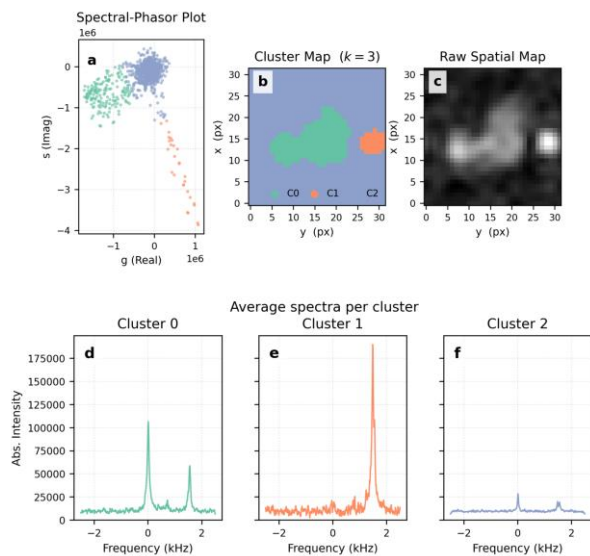 Spectral-Phasor Plot
1e6
a
0
−1
−2
−3
−4
s (Imag)
−1
0
1
1e6
g (Real)
Cluster Map (k = 3)
b
30
25
20
15
10
5
0
x (px)
C0
C1
C2
0
5
10
15
20
25
30
y (px)
Raw Spatial Map
c
30
25
20
15
10
5
0
x (px)
0
5
10
15
20
25
30
y (px)
Average spectra per cluster
Cluster 0
d
175000
150000
125000
100000
75000
50000
25000
0
Abs. Intensity
−2
0
2
Frequency (kHz)
Cluster 1
e
−2
0
2
Frequency (kHz)
Cluster 2
f
−2
0
2
Frequency (kHz)